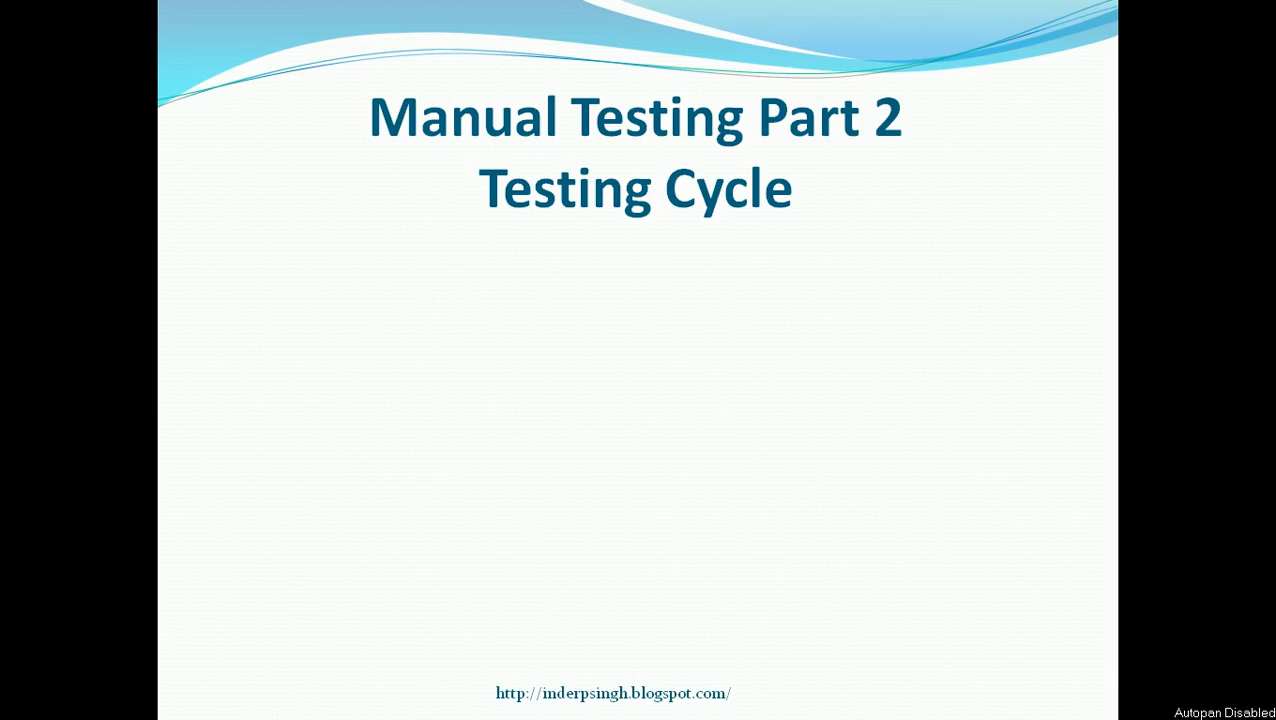 Manual Testing Part 2
Testing Cycle
http://inderpsingh.blogspot.com/
Autopan Disabled